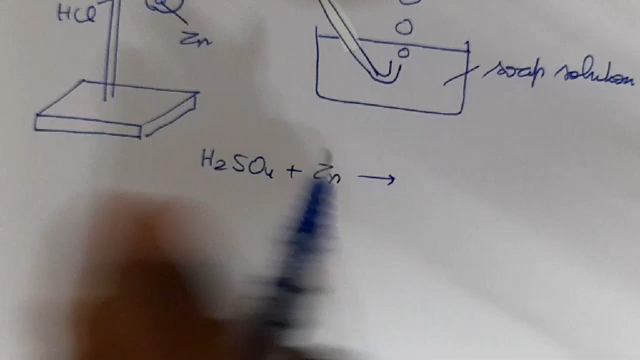 HCl
Zn
soap solution
H₂SO₄ + Zn →